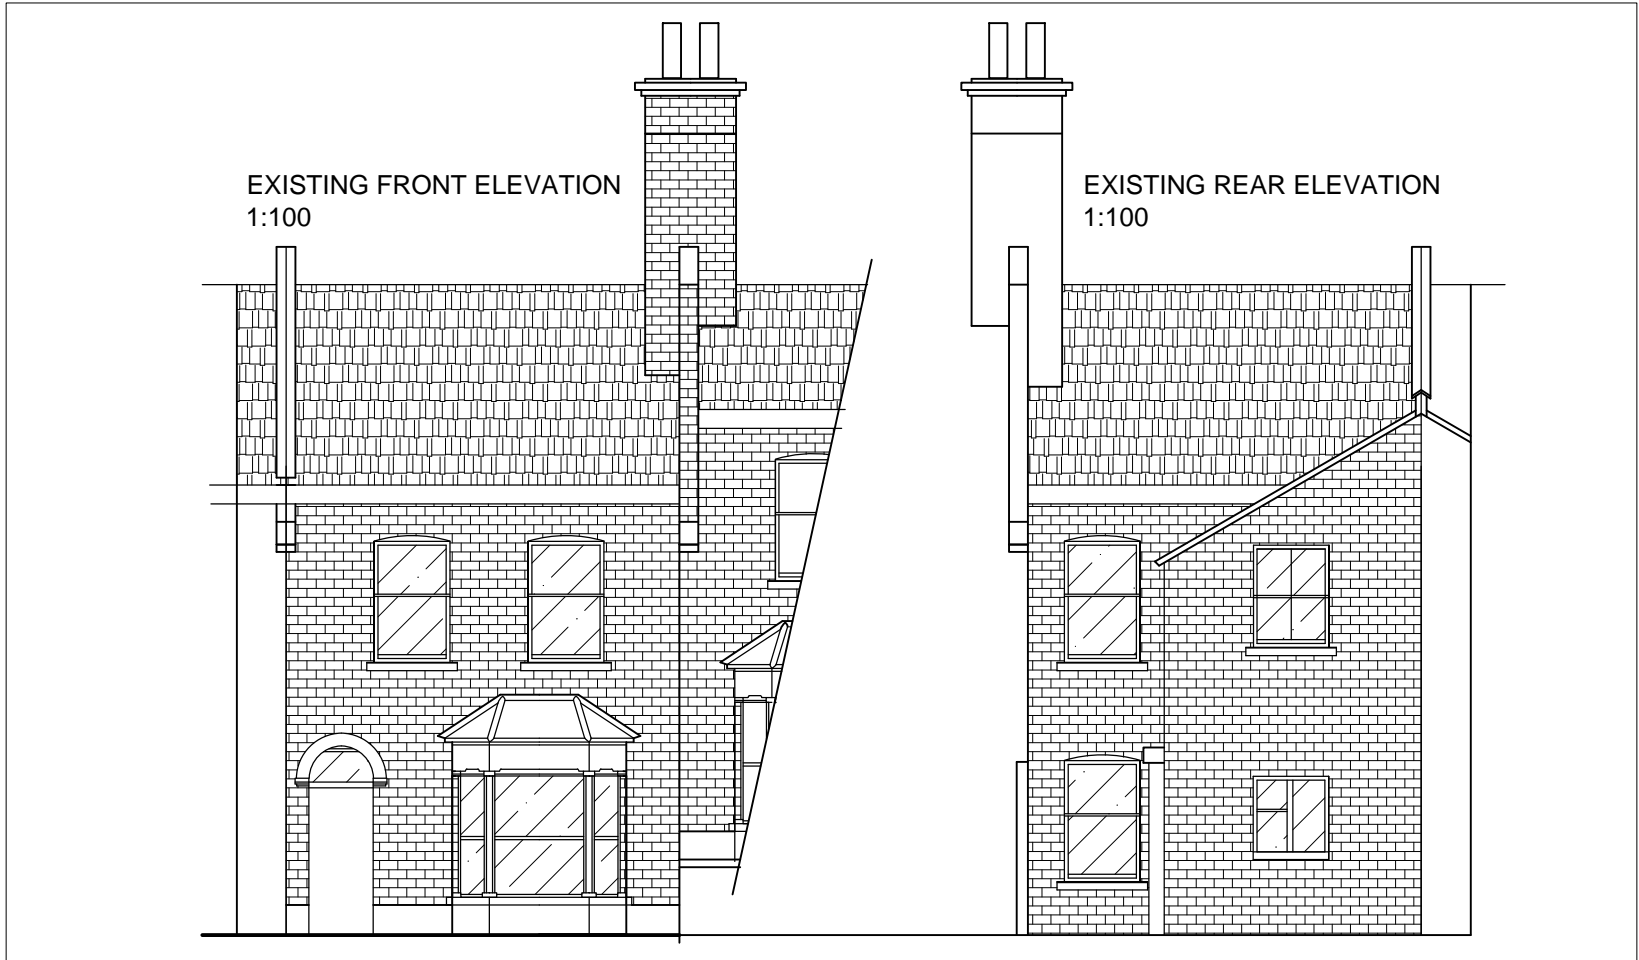 EXISTING FRONT ELEVATION
1:100
EXISTING REAR ELEVATION
1:100